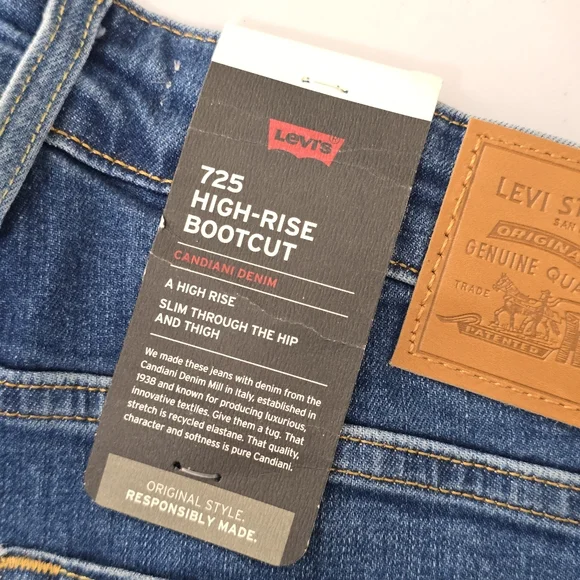 Levi's
725
HIGH-RISE
BOOTCUT
CANDIANI DENIM
A HIGH RISE
SLIM THROUGH THE HIP
AND THIGH
We made these jeans with denim from the
Candiani Denim Mill in Italy, established in
1938 and known for producing luxurious,
innovative textiles. Give them a tug. That
stretch is recycled elastane. That quality,
character and softness is pure Candiani.
ORIGINAL STYLE.
RESPONSIBLY MADE.
LEVI
SAN
ORIGINA
GENUINE QU
TRADE
PATENTED